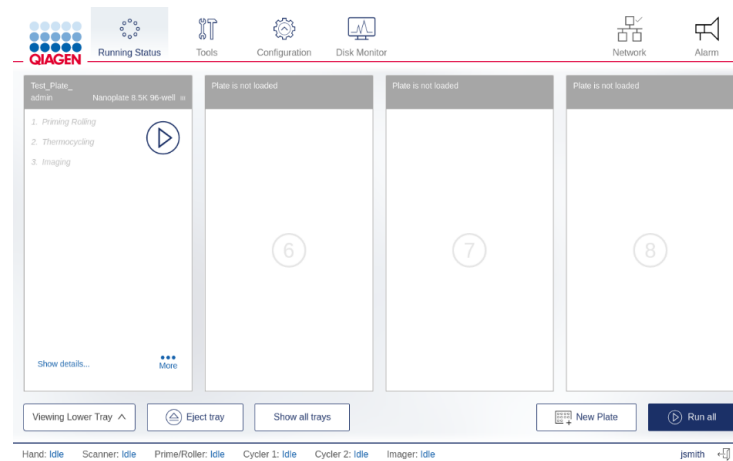 QIAGEN
Running Status
Tools
Configuration
Disk Monitor
Network
Alarm
Test_Plate_
admin Nanoplate 8.5K 96-well
Plate is not loaded
Plate is not loaded
Plate is not loaded
1. Priming Rolling
2. Thermocycling
3. Imaging
6
7
8
Show details...
More
Viewing Lower Tray
Eject tray
Show all trays
New Plate
Run all
Hand: Idle Scanner: Idle Prime/Roller: Idle Cycler 1: Idle Cycler 2: Idle Imager: Idle jsmith